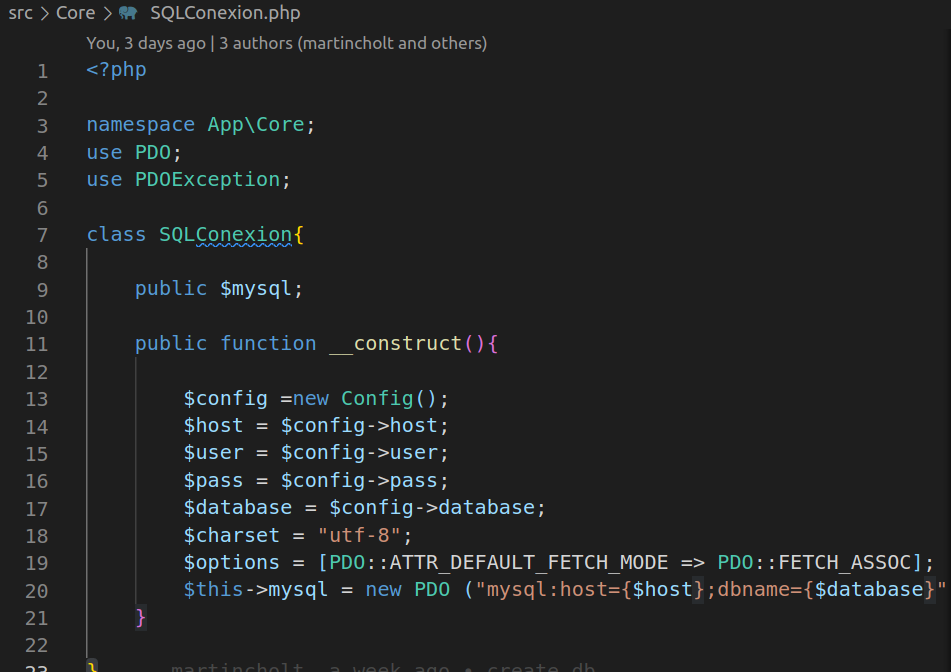 src > Core > SQLConexion.php
You, 3 days ago | 3 authors (martincholt and others)
1 <?php
2
3 namespace App\Core;
4 use PDO;
5 use PDOException;
6
7 class SQLConexion{
8
9 public $mysql;
10
11 public function __construct(){
12
13 $config =new Config();
14 $host = $config->host;
15 $user = $config->user;
16 $pass = $config->pass;
17 $database = $config->database;
18 $charset = "utf-8";
19 $options = [PDO::ATTR_DEFAULT_FETCH_MODE => PDO::FETCH_ASSOC];
20 $this->mysql = new PDO ("mysql:host={$host};dbname={$database}"
21 }
22
23 } martincholt, a week ago • create db